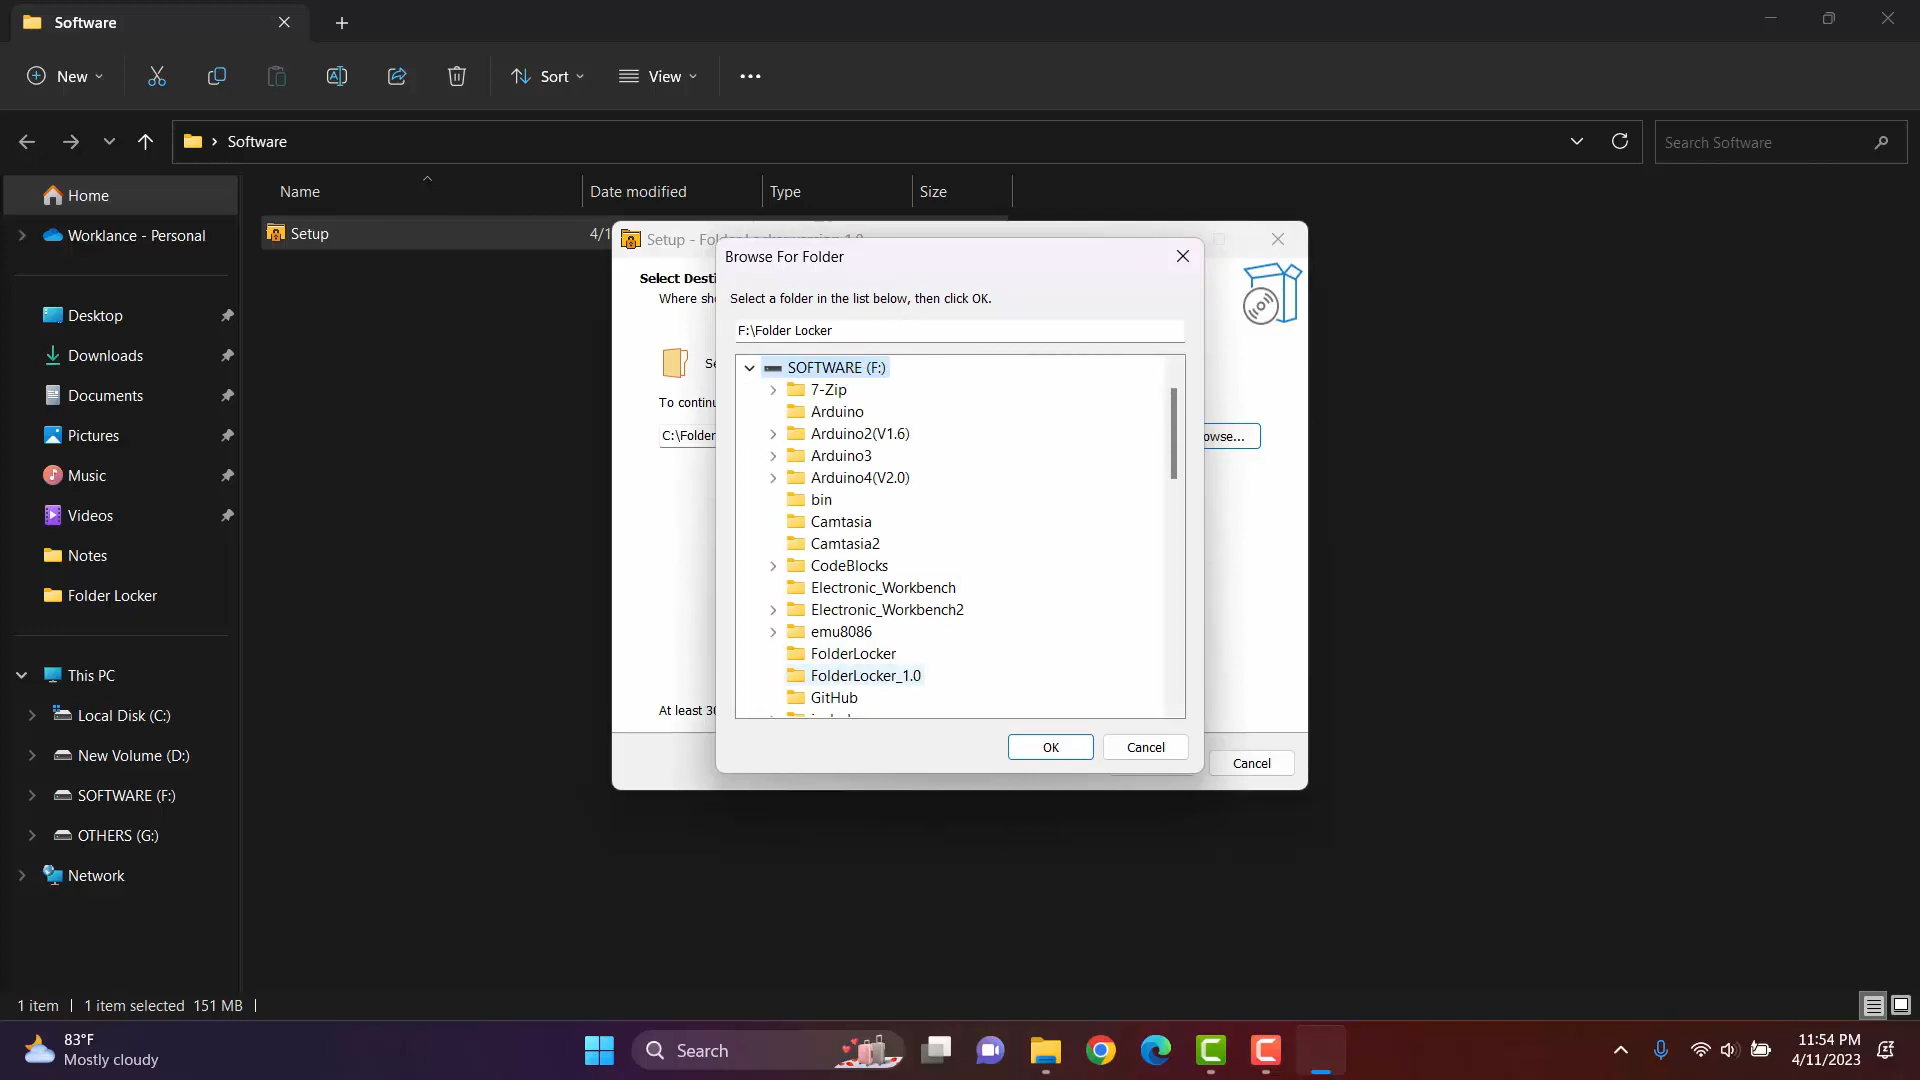 Software
New
Sort
View
Software
Search Software
Home
Worklance - Personal
Desktop
Downloads
Documents
Pictures
Music
Videos
Notes
Folder Locker
This PC
Local Disk (C:)
New Volume (D:)
SOFTWARE (F:)
OTHERS (G:)
Network
Name
Date modified
Type
Size
Setup
4/1
Setup -
Select Desti
Where sh
Se
To continu
C:\Folder
owse...
At least 30
Cancel
Browse For Folder
Select a folder in the list below, then click OK.
F:\Folder Locker
SOFTWARE (F:)
7-Zip
Arduino
Arduino2(V1.6)
Arduino3
Arduino4(V2.0)
bin
Camtasia
Camtasia2
CodeBlocks
Electronic_Workbench
Electronic_Workbench2
emu8086
FolderLocker
FolderLocker_1.0
GitHub
OK
Cancel
1 item
1 item selected 151 MB
83°F
Mostly cloudy
Search
11:54 PM
4/11/2023